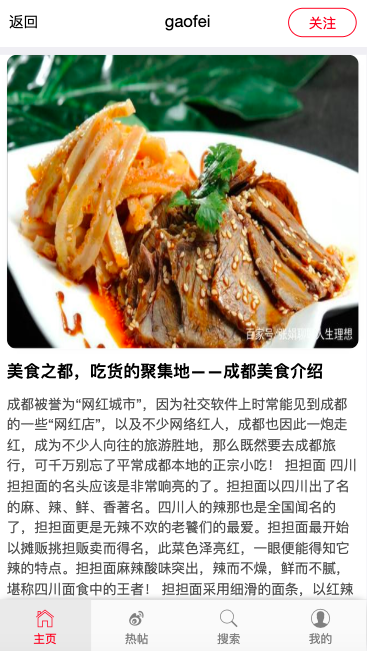 返回
gaofei
关注
美食之都，吃货的聚集地——成都美食介绍
成都被誉为“网红城市”，因为社交软件上时常能见到成都
的一些“网红店”，以及不少网络红人，成都也因此一炮走
红，成为不少人向往的旅游胜地，那么既然要去成都旅
行，可千万别忘了平常成都本地的正宗小吃！ 担担面 四川
担担面的名头应该是非常响亮的了。担担面以四川出了名
的麻、辣、鲜、香著名。四川人的辣那也是全国闻名的
了，担担面更是无辣不欢的老饕们的最爱。担担面最开始
以摊贩挑担贩卖而得名，此菜色泽亮红，一眼便能得知它
辣的特点。担担面麻辣酸味突出，辣而不燥，鲜而不腻，
堪称四川面食中的王者！ 担担面采用细滑的面条，以红辣
主页
热帖
搜索
我的